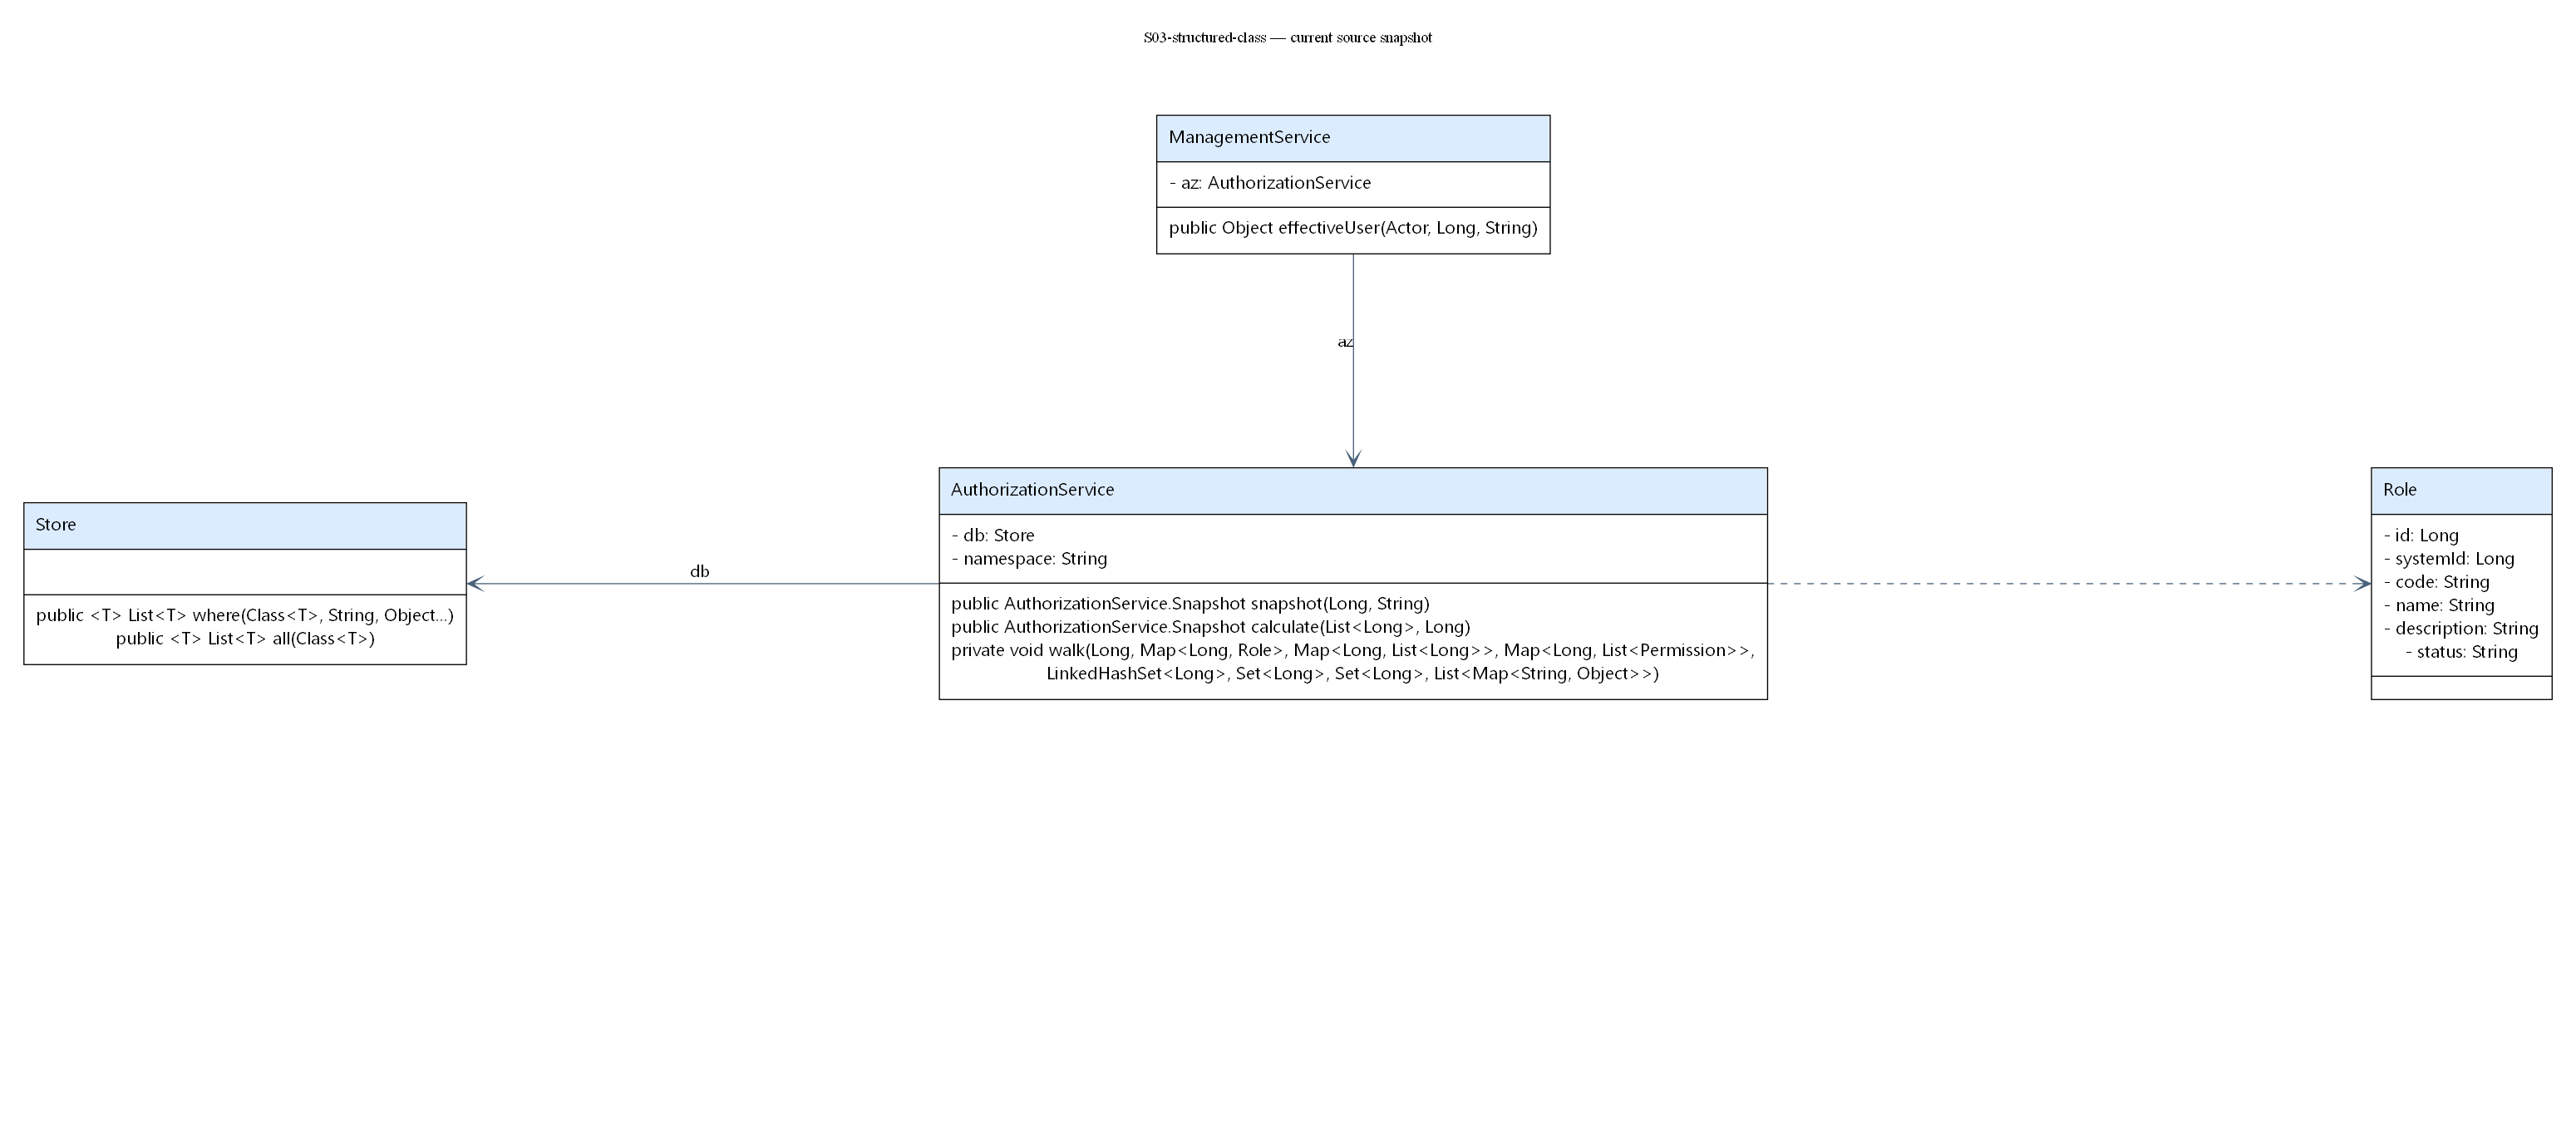 S03-structured-class — current source snapshot
ManagementService
- az: AuthorizationService
public Object effectiveUser(Actor, Long, String)
az
Store
public <T> List<T> where(Class<T>, String, Object...)
public <T> List<T> all(Class<T>)
db
AuthorizationService
- db: Store
- namespace: String
public AuthorizationService.Snapshot snapshot(Long, String)
public AuthorizationService.Snapshot calculate(List<Long>, Long)
private void walk(Long, Map<Long, Role>, Map<Long, List<Long>>, Map<Long, List<Permission>>,
LinkedHashSet<Long>, Set<Long>, Set<Long>, List<Map<String, Object>>)
Role
- id: Long
- systemId: Long
- code: String
- name: String
- description: String
- status: String